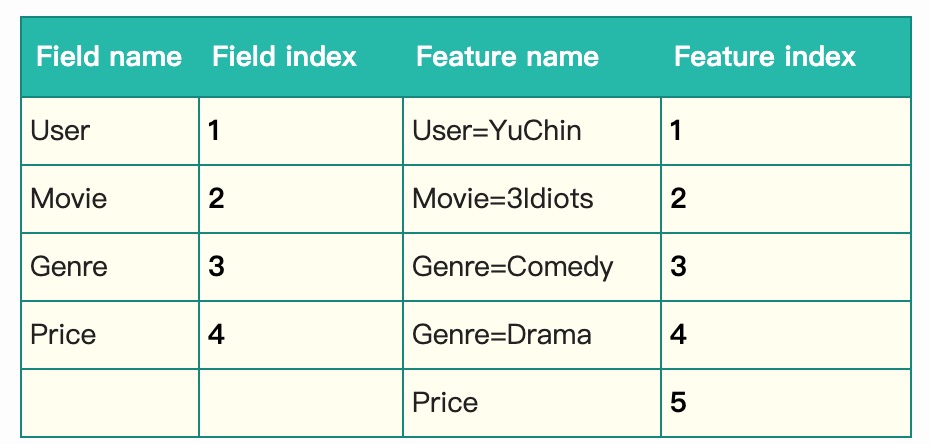 Field name Field index Feature name Feature index
User 1 User=YuChin 1
Movie 2 Movie=3Idiots 2
Genre 3 Genre=Comedy 3
Price 4 Genre=Drama 4
Price 5